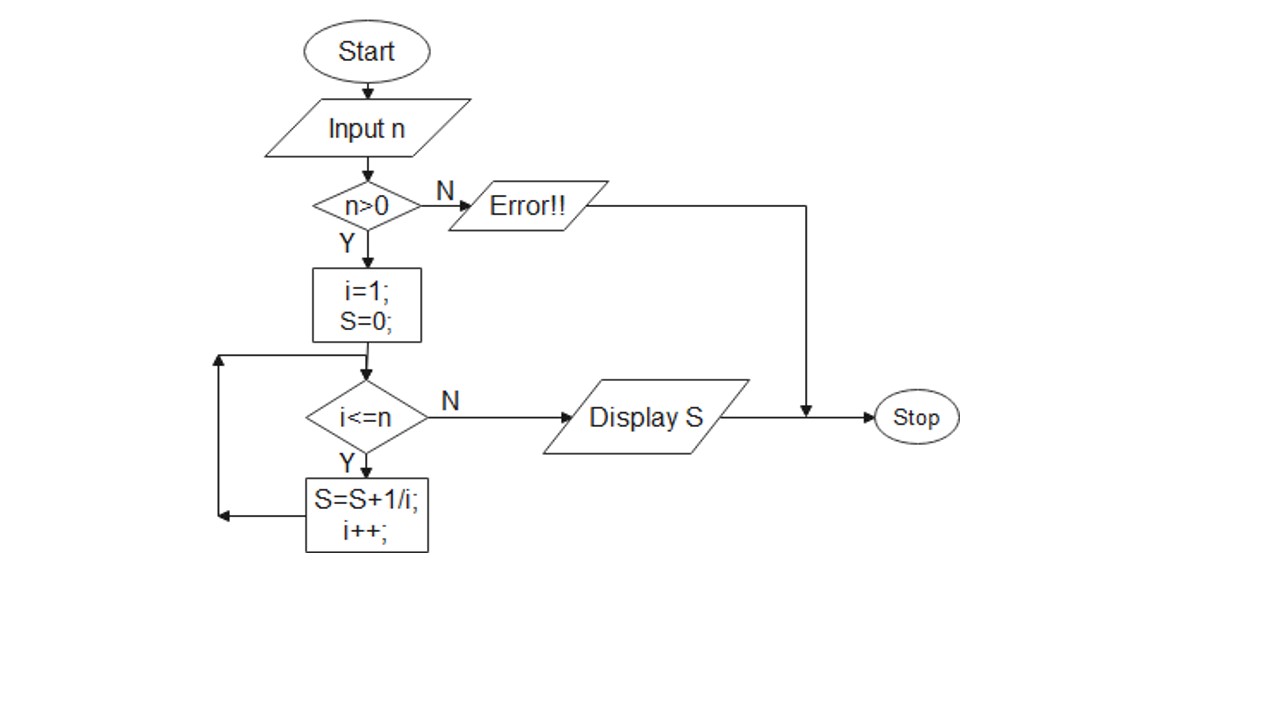 Start
Input n
n>0
N
Error!!
Y
i=1;
S=0;
i<=n
N
Display S
Stop
Y
S=S+1/i;
i++;